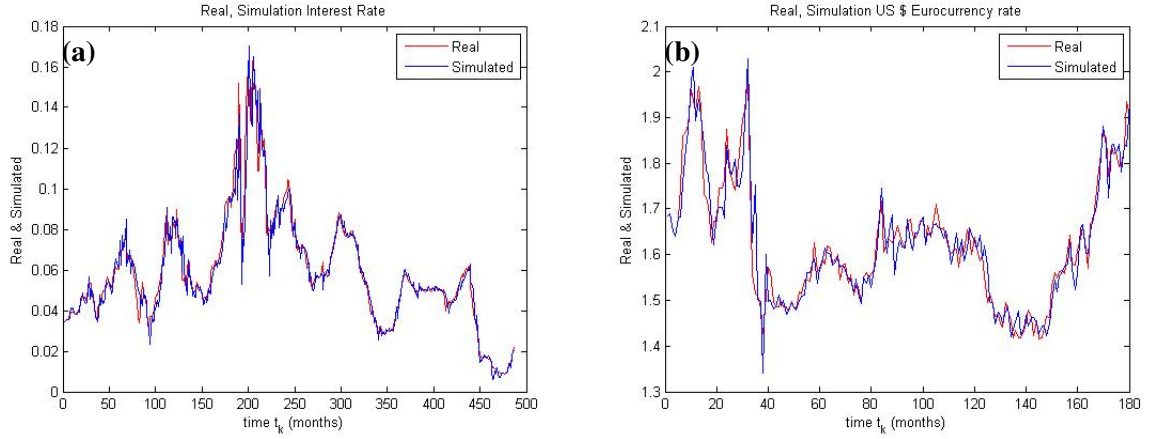 Real, Simulation Interest Rate
(a)
Real
Simulated
0.18
0.16
0.14
0.12
0.1
0.08
0.06
0.04
0.02
0
Real & Simulated
0 50 100 150 200 250 300 350 400 450 500
time t_k (months)
Real, Simulation US $ Eurocurrency rate
(b)
Real
Simulated
2.1
2
1.9
1.8
1.7
1.6
1.5
1.4
1.3
Real & Simulated
0 20 40 60 80 100 120 140 160 180
time t_k (months)